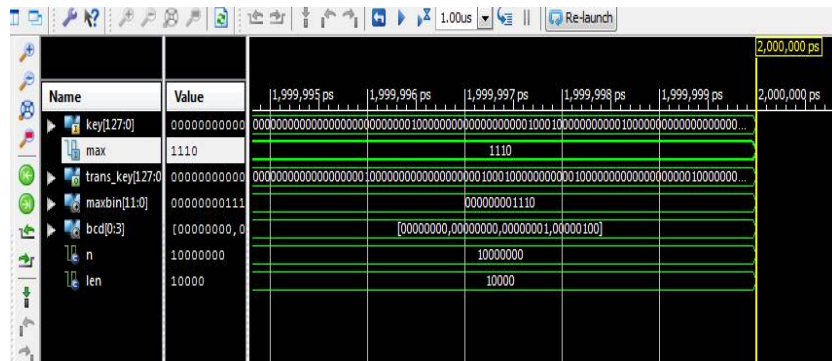 1.00us Re-launch
2,000,000 ps
Name Value 1,999,995 ps 1,999,996 ps 1,999,997 ps 1,999,998 ps 1,999,999 ps 2,000,000 ps
key[127:0] 00000000000
max 1110 1110
trans_key[127:0 00000000000
maxbin[11:0] 00000000111 000000001110
bcd[0:3] [00000000,0 [00000000,00000000,00000001,00000100]
n 10000000 10000000
len 10000 10000